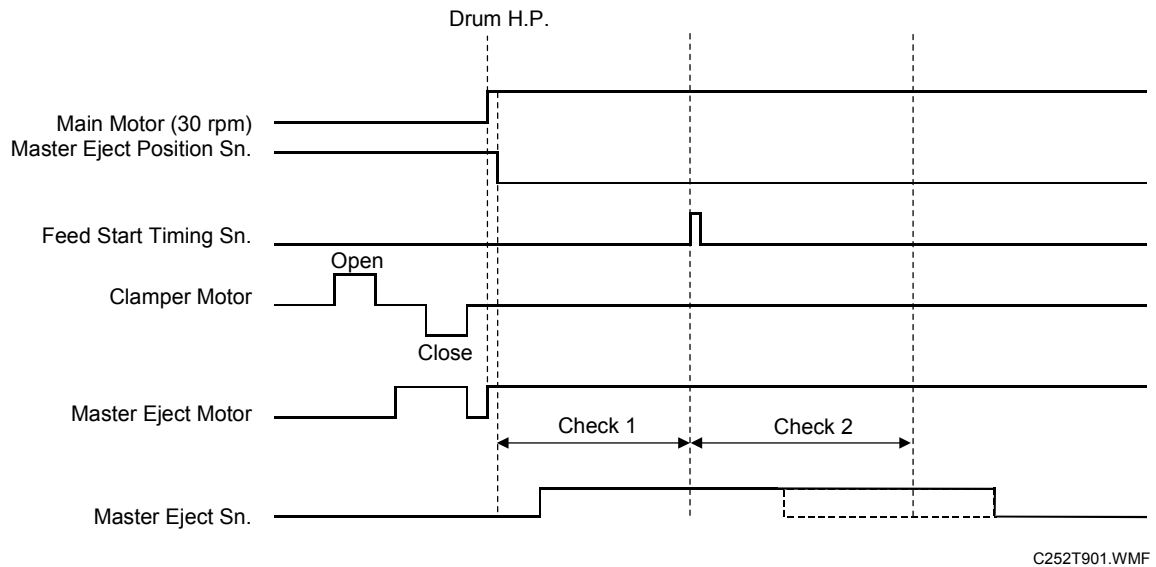 Drum H.P.
Main Motor (30 rpm)
Master Eject Position Sn.
Feed Start Timing Sn.
Open
Clamper Motor
Close
Master Eject Motor
Check 1
Check 2
Master Eject Sn.
C252T901.WMF